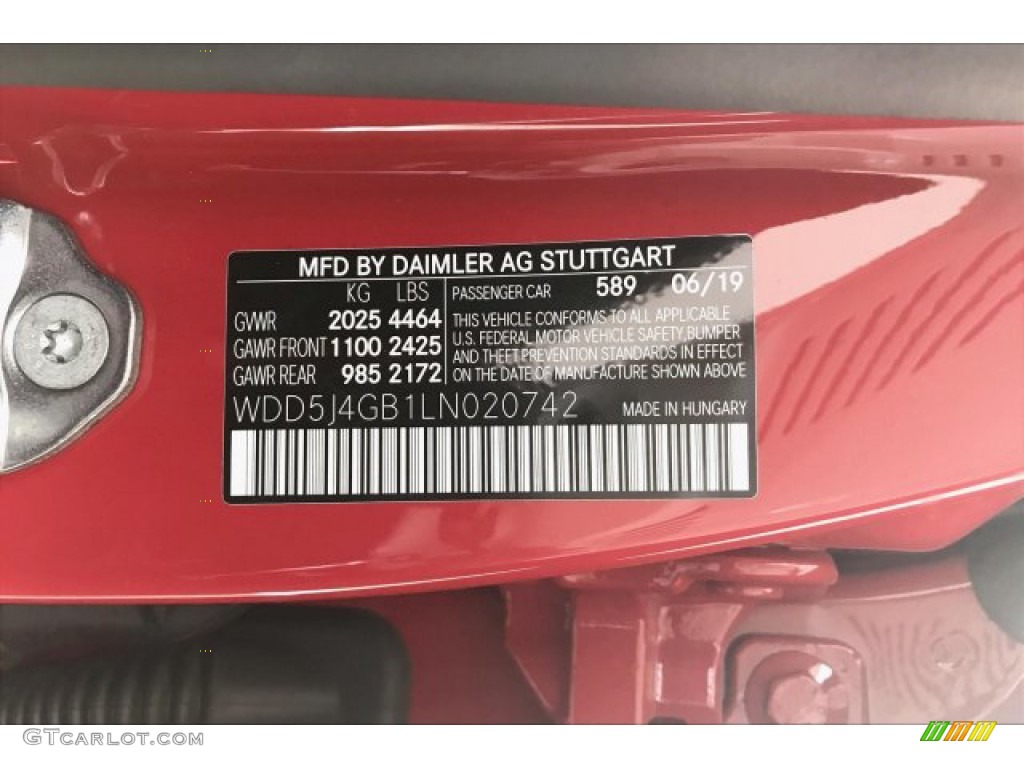 MFD BY DAIMLER AG STUTTGART
KG LBS
PASSENGER CAR 589 06/19
GVWR 2025 4464
GAWR FRONT 1100 2425
GAWR REAR 985 2172
THIS VEHICLE CONFORMS TO ALL APPLICABLE
U.S. FEDERAL MOTOR VEHICLE SAFETY, BUMPER
AND THEFT PREVENTION STANDARDS IN EFFECT
ON THE DATE OF MANUFACTURE SHOWN ABOVE
WDD5J4GB1LN020742 MADE IN HUNGARY
GTCarlot.com